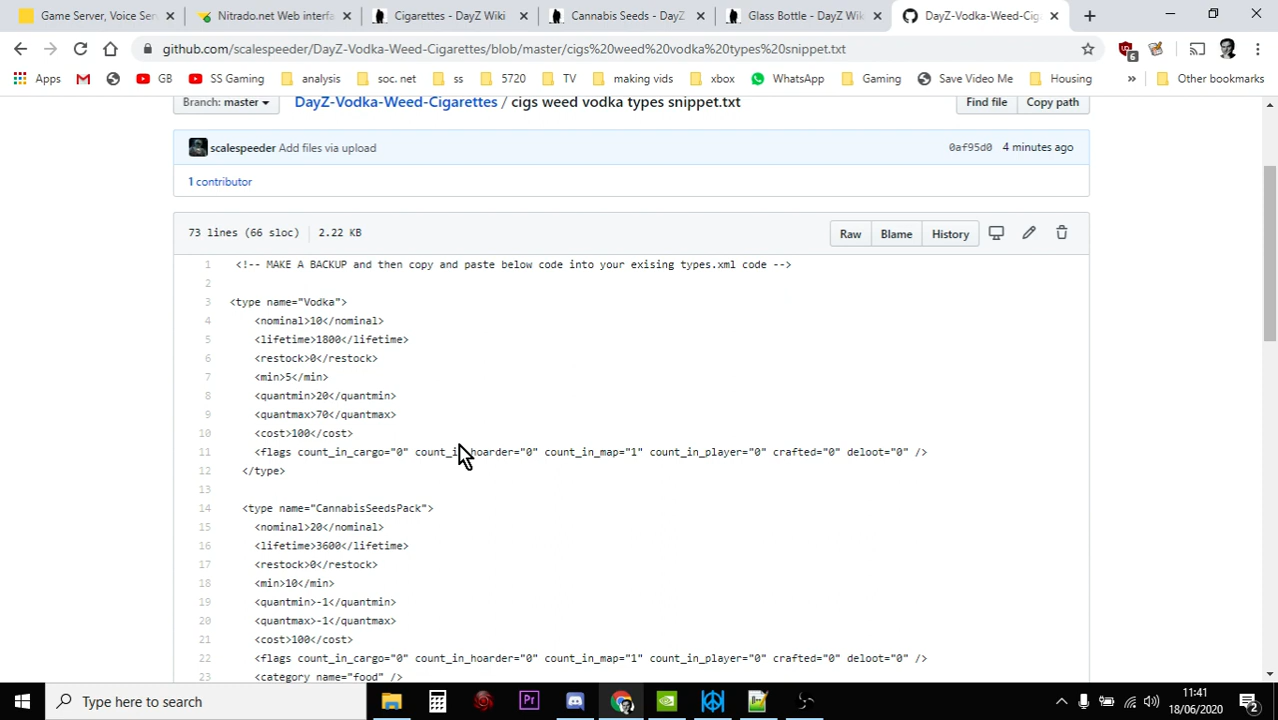 Game Server, Voice Ser
Nitrado.net Web interfa
Cigarettes - DayZ Wiki
Cannabis Seeds - DayZ
Glass Bottle - DayZ Wiki
DayZ-Vodka-Weed-Cig
github.com/scalespeeder/DayZ-Vodka-Weed-Cigarettes/blob/master/cigs%20weed%20vodka%20types%20snippet.txt
6
Apps
GB
SS Gaming
analysis
soc. net
ss
5720
TV
making vids
xbox
WhatsApp
Gaming
Save Video Me
Housing
»
Other bookmarks
Branch: master
DayZ-Vodka-Weed-Cigarettes / cigs weed vodka types snippet.txt
Find file
Copy path
scalespeeder Add files via upload
0af95d0 4 minutes ago
1 contributor
73 lines (66 sloc) 2.22 KB
Raw
Blame
History
1 <!-- MAKE A BACKUP and then copy and paste below code into your exising types.xml code -->
2
3 <type name="Vodka">
4 <nominal>10</nominal>
5 <lifetime>1800</lifetime>
6 <restock>0</restock>
7 <min>5</min>
8 <quantmin>20</quantmin>
9 <quantmax>70</quantmax>
10 <cost>100</cost>
11 <flags count_in_cargo="0" count_in_hoarder="0" count_in_map="1" count_in_player="0" crafted="0" deloot="0" />
12 </type>
13
14 <type name="CannabisSeedsPack">
15 <nominal>20</nominal>
16 <lifetime>3600</lifetime>
17 <restock>0</restock>
18 <min>10</min>
19 <quantmin>-1</quantmin>
20 <quantmax>-1</quantmax>
21 <cost>100</cost>
22 <flags count_in_cargo="0" count_in_hoarder="0" count_in_map="1" count_in_player="0" crafted="0" deloot="0" />
23 <category name="food" />
Type here to search
Pr
11:41
18/06/2020
2